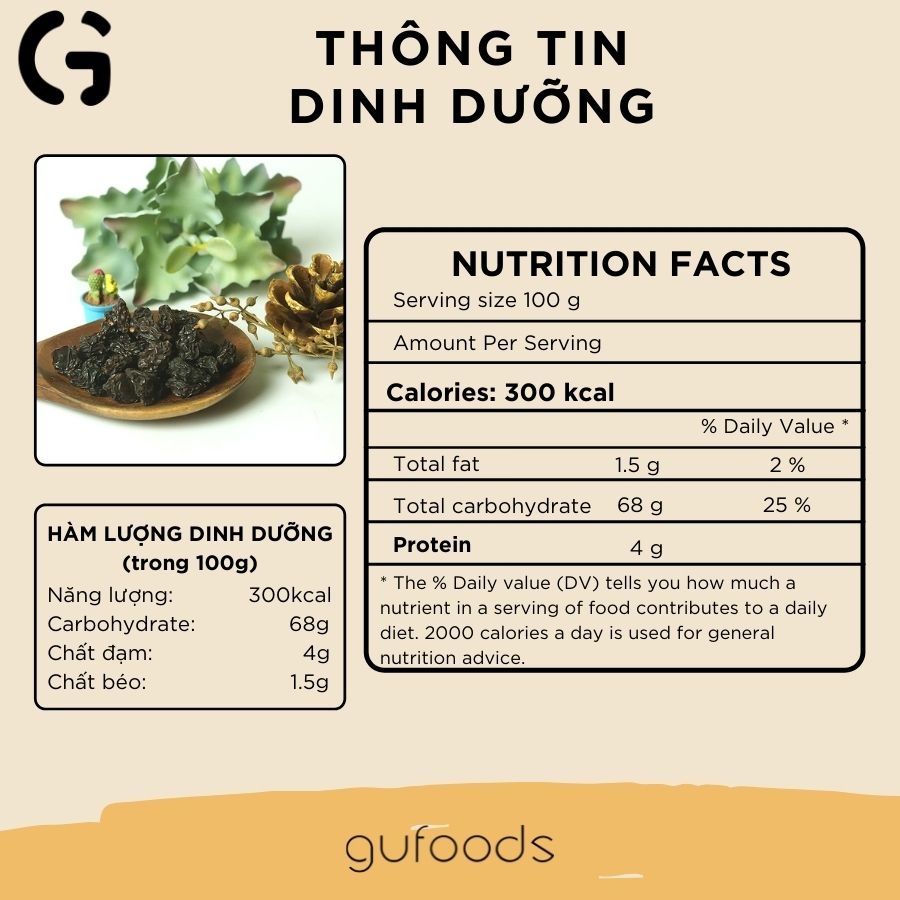 THÔNG TIN
DINH DƯỠNG
NUTRITION FACTS
Serving size 100 g
Amount Per Serving
Calories: 300 kcal
% Daily Value *
Total fat 1.5 g 2 %
Total carbohydrate 68 g 25 %
Protein 4 g
* The % Daily value (DV) tells you how much a
nutrient in a serving of food contributes to a daily
diet. 2000 calories a day is used for general
nutrition advice.
HÀM LƯỢNG DINH DƯỠNG
(trong 100g)
Năng lượng: 300kcal
Carbohydrate: 68g
Chất đạm: 4g
Chất béo: 1.5g
gufoods